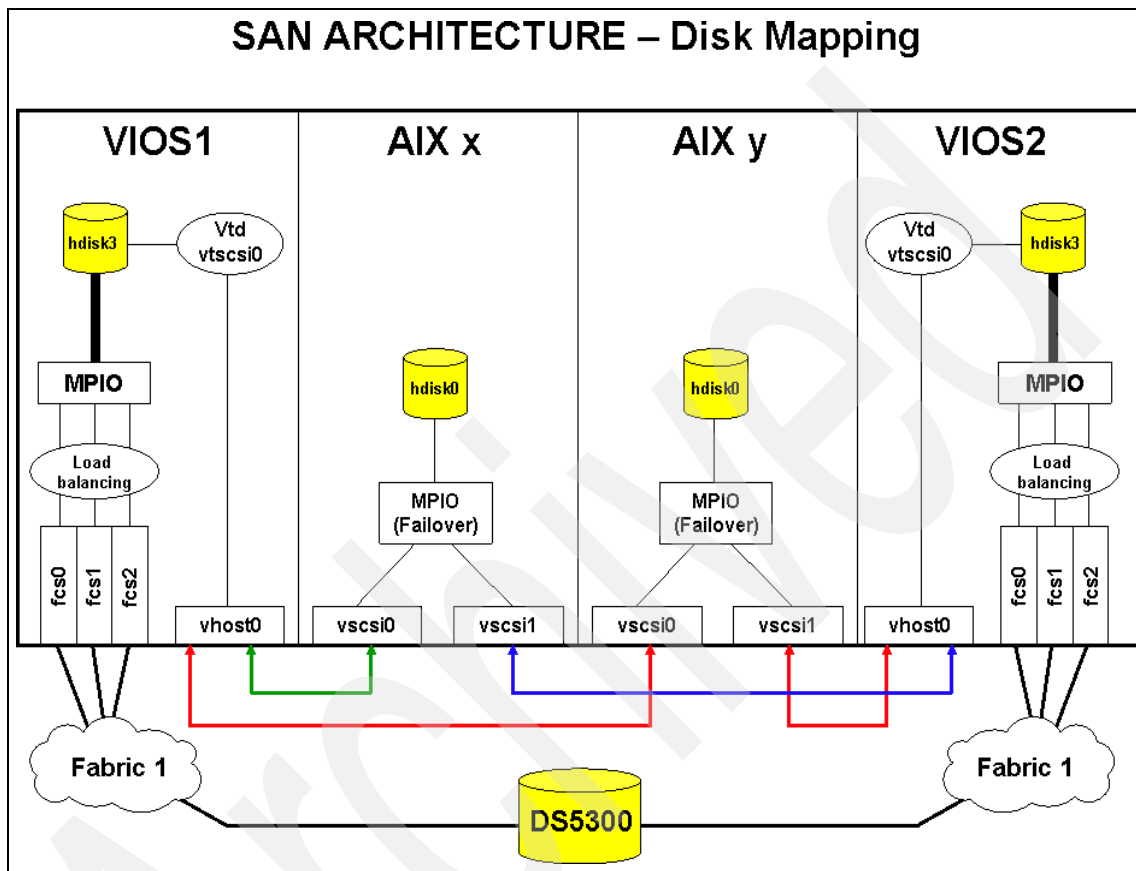 SAN ARCHITECTURE – Disk Mapping
VIOS1
AIX x
AIX y
VIOS2
hdisk3
Vtd
vtscsi0
Vtd
vtscsi0
hdisk3
MPIO
hdisk0
hdisk0
MPIO
Load
balancing
MPIO
(Failover)
MPIO
(Failover)
Load
balancing
fcs0
fcs1
fcs2
vhost0
vscsi0
vscsi1
vscsi0
vscsi1
vhost0
fcs0
fcs1
fcs2
Fabric 1
Fabric 1
DS5300
Archived